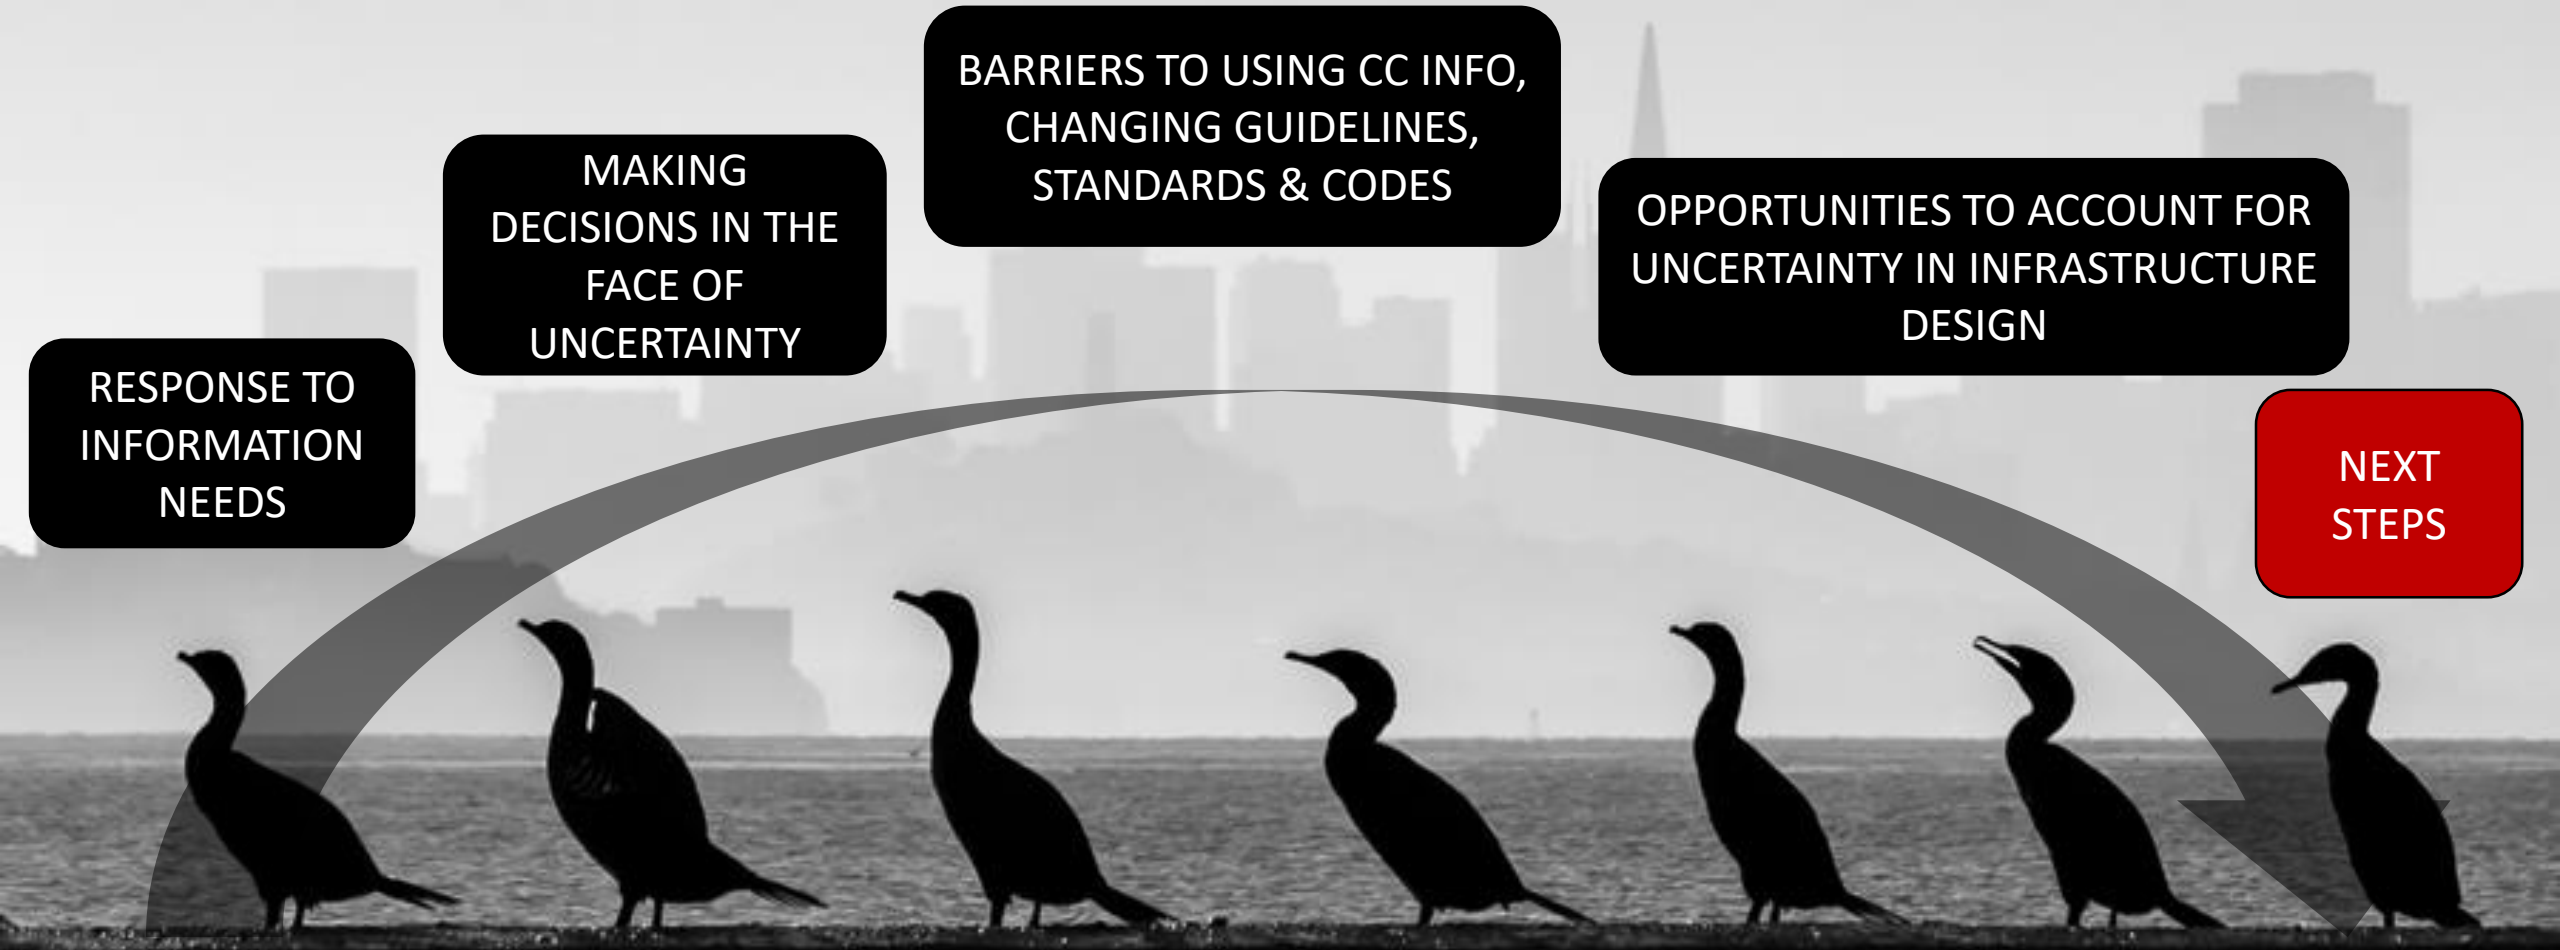 RESPONSE TO
INFORMATION
NEEDS
MAKING
DECISIONS IN THE
FACE OF
UNCERTAINTY
BARRIERS TO USING CC INFO,
CHANGING GUIDELINES,
STANDARDS & CODES
OPPORTUNITIES TO ACCOUNT FOR
UNCERTAINTY IN INFRASTRUCTURE
DESIGN
NEXT
STEPS